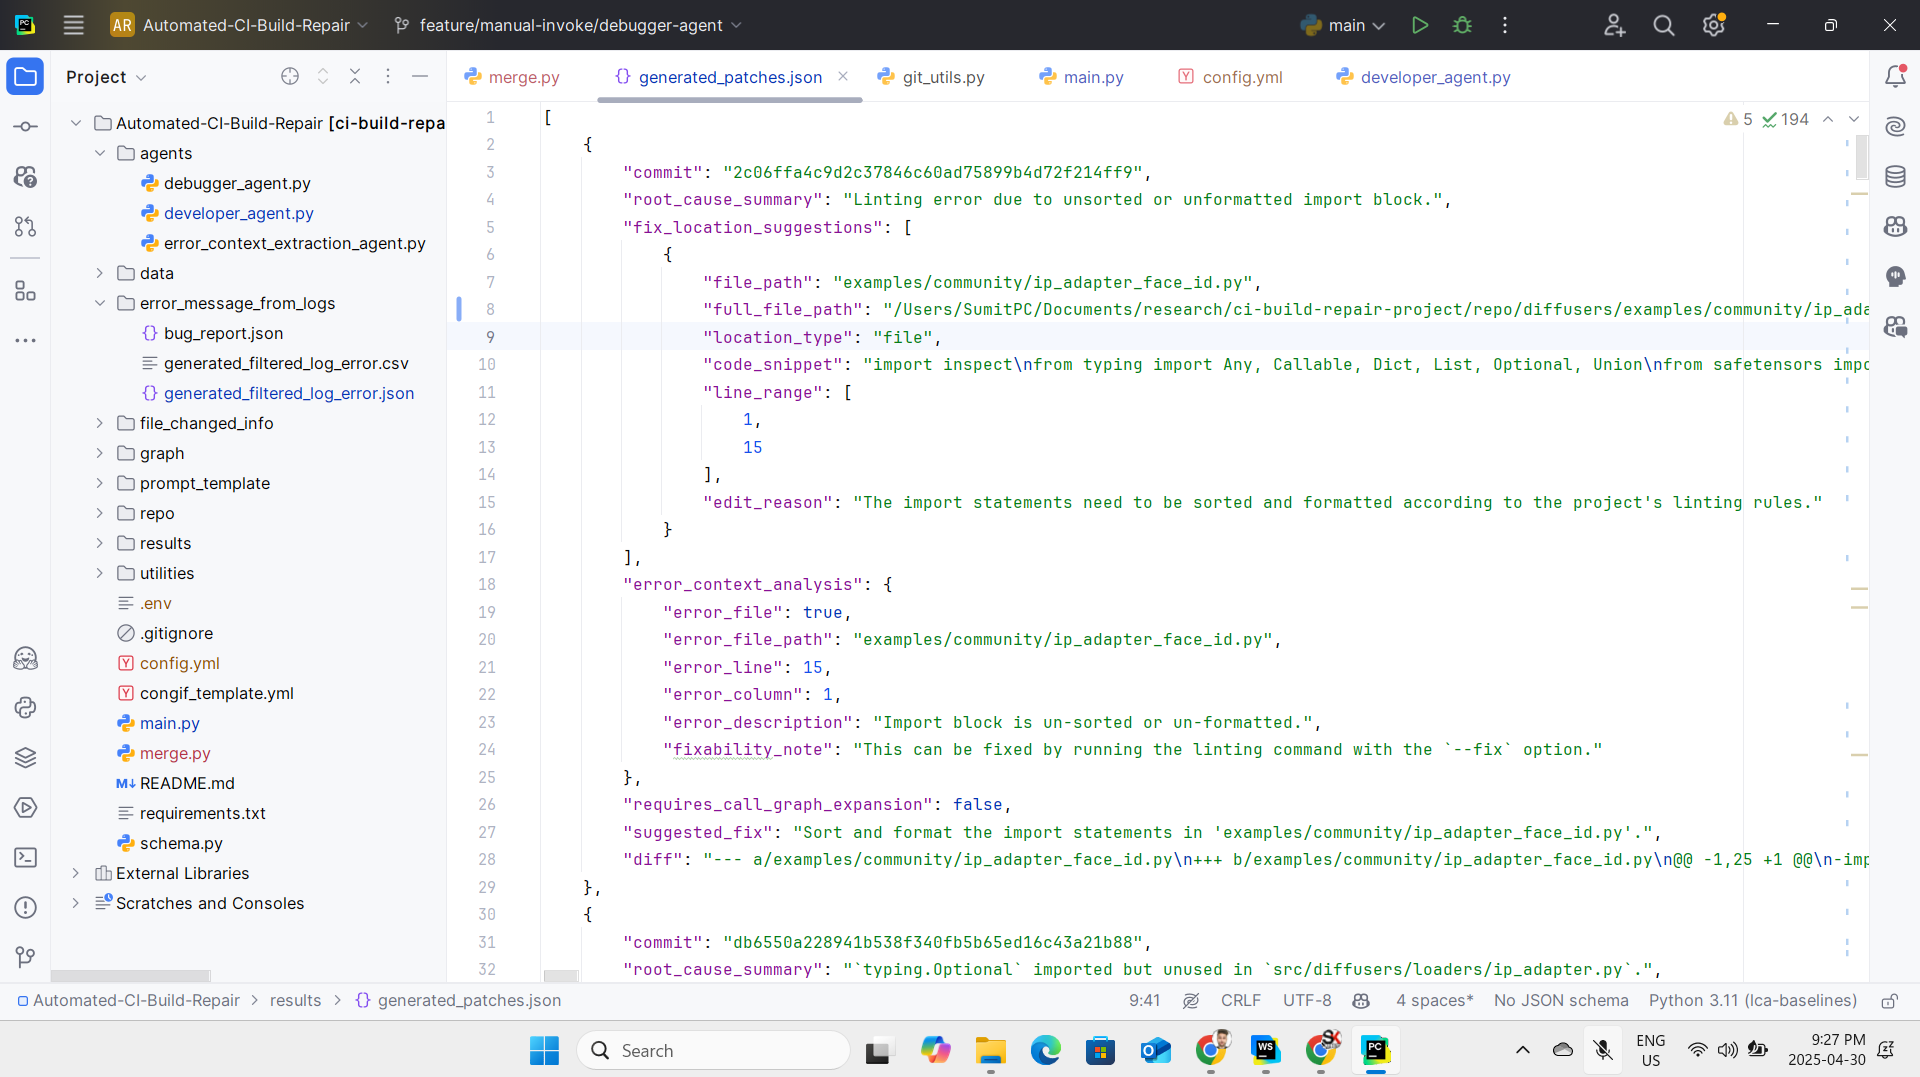 AR Automated-CI-Build-Repair feature/manual-invoke/debugger-agent main
Project
merge.py generated_patches.json git_utils.py main.py config.yml developer_agent.py
Automated-CI-Build-Repair [ci-build-repa
agents
debugger_agent.py
developer_agent.py
error_context_extraction_agent.py
data
error_message_from_logs
bug_report.json
generated_filtered_log_error.csv
generated_filtered_log_error.json
file_changed_info
graph
prompt_template
repo
results
utilities
.env
.gitignore
config.yml
congif_template.yml
main.py
merge.py
README.md
requirements.txt
schema.py
External Libraries
Scratches and Consoles
5 194
1 [
2 {
3 "commit": "2c06ffa4c9d2c37846c60ad75899b4d72f214ff9",
4 "root_cause_summary": "Linting error due to unsorted or unformatted import block.",
5 "fix_location_suggestions": [
6 {
7 "file_path": "examples/community/ip_adapter_face_id.py",
8 "full_file_path": "/Users/SumitPC/Documents/research/ci-build-repair-project/repo/diffusers/examples/community/ip_ada
9 "location_type": "file",
10 "code_snippet": "import inspect\nfrom typing import Any, Callable, Dict, List, Optional, Union\nfrom safetensors impo
11 "line_range": [
12 1,
13 15
14 ],
15 "edit_reason": "The import statements need to be sorted and formatted according to the project's linting rules."
16 }
17 ],
18 "error_context_analysis": {
19 "error_file": true,
20 "error_file_path": "examples/community/ip_adapter_face_id.py",
21 "error_line": 15,
22 "error_column": 1,
23 "error_description": "Import block is un-sorted or un-formatted.",
24 "fixability_note": "This can be fixed by running the linting command with the `--fix` option."
25 },
26 "requires_call_graph_expansion": false,
27 "suggested_fix": "Sort and format the import statements in 'examples/community/ip_adapter_face_id.py'.",
28 "diff": "--- a/examples/community/ip_adapter_face_id.py\n+++ b/examples/community/ip_adapter_face_id.py\n@@ -1,25 +1 @@\n-imp
29 },
30 {
31 "commit": "db6550a228941b538f340fb5b65ed16c43a21b88",
32 "root_cause_summary": "`typing.Optional` imported but unused in `src/diffusers/loaders/ip_adapter.py`.",
Automated-CI-Build-Repair > results > generated_patches.json 9:41 CRLF UTF-8 4 spaces* No JSON schema Python 3.11 (lca-baselines)
Search
ENG
US
9:27 PM
2025-04-30